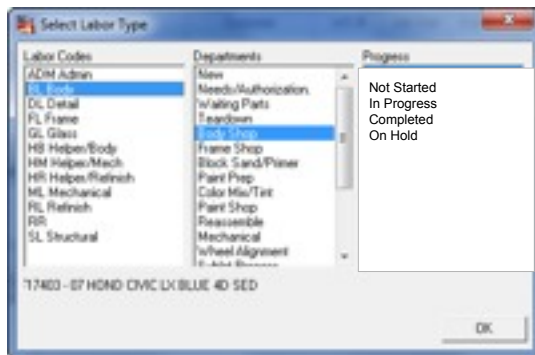 Select Labor Type
Labor Codes
ADM Admin
BL Body
DL Detail
FL Frame
GL Glass
HB Helper/Body
HM Helper/Mech
HR Helper/Refinish
ML Mechanical
RL Refinish
RR
SL Structural
Departments
New
Needs/Authorization.
Waiting Parts
Teardown
Body Shop
Frame Shop
Block Sand/Primer
Paint Prep
Color Mix/Tint
Paint Shop
Reassemble
Mechanical
Wheel Alignment
Progress
Not Started
In Progress
Completed
On Hold
17403 - 07 HOND CIVIC LX BLUE 4D SED
OK